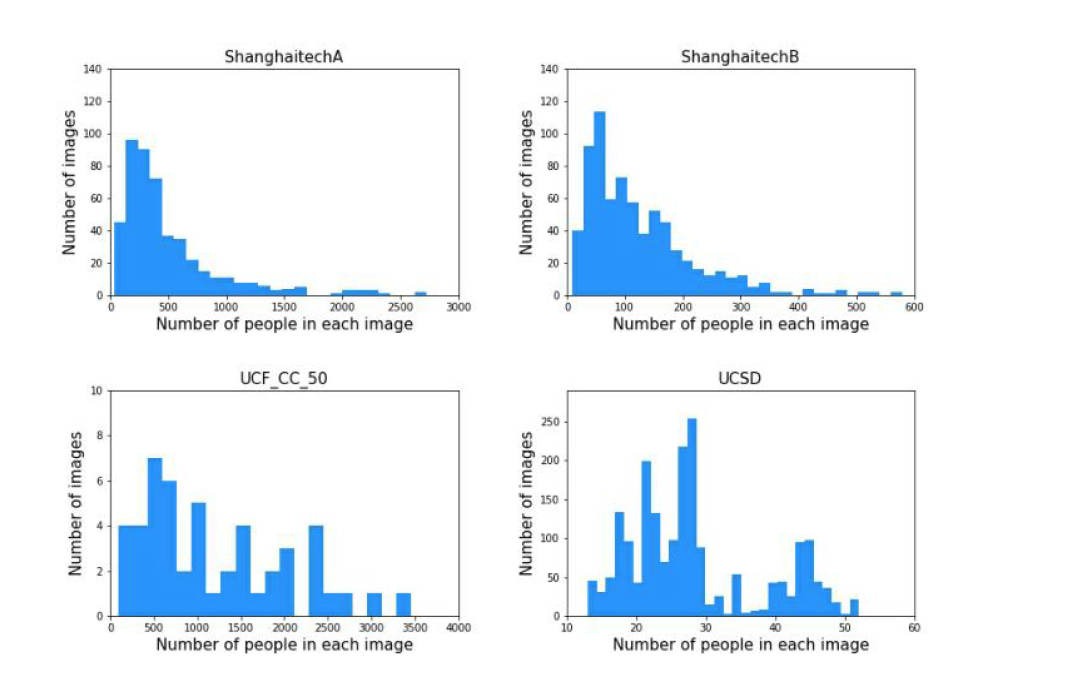 ShanghaitechA
140
120
100
80
60
40
20
0
Number of images
0 500 1000 1500 2000 2500 3000
Number of people in each image
ShanghaitechB
140
120
100
80
60
40
20
0
Number of images
0 100 200 300 400 500 600
Number of people in each image
UCF_CC_50
10
8
6
4
2
0
Number of images
0 500 1000 1500 2000 2500 3000 3500 4000
Number of people in each image
UCSD
250
200
150
100
50
0
Number of images
10 20 30 40 50 60
Number of people in each image